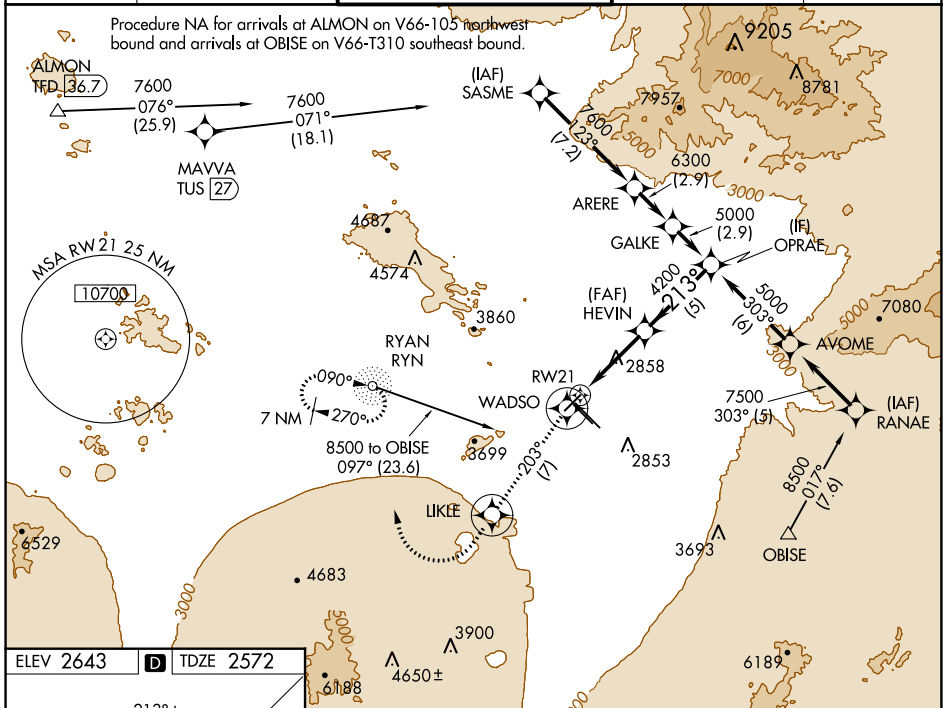 Procedure NA for arrivals at ALMON on V66-105 northwest
bound and arrivals at OBISE on V66-T310 southeast bound.
ALMON
TFD 36.7
7600
076°
(25.9)
7600
071°
(18.1)
MAVVA
TUS 27
(IAF)
SASME
7600
123°
(7.2)
9205
7000
8781
7957
5000
6300
(2.9)
3000
ARERE
5000
(2.9)
GALKE
(IF)
OPRAE
4687
4574
3860
MSA RW21 25 NM
10700
4200
213°
(5)
(FAF)
HEVIN
5000
303°
(6)
5000
7080
AVOME
3000
2858
RYAN
RYN
090°
270°
7 NM
RW21
WADSO
7500
303° (5)
(IAF)
RANAE
8500 to OBISE
097° (23.6)
3699
2853
203°
(7)
8500
017°
(7.6)
LIKLE
6529
3693
OBISE
4683
3000
5000
3900
4650±
6188
6189
3000
ELEV 2643
D
TDZE 2572